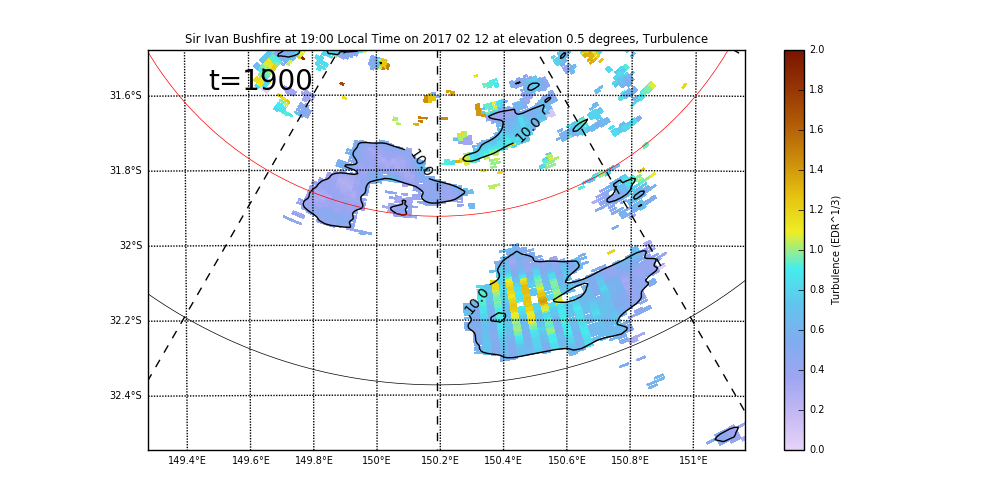 Sir Ivan Bushfire at 19:00 Local Time on 2017 02 12 at elevation 0.5 degrees, Turbulence
t=1900
31.6°S
31.8°S
32°S
32.2°S
32.4°S
10.0
10.0
10.0
149.4°E 149.6°E 149.8°E 150°E 150.2°E 150.4°E 150.6°E 150.8°E 151°E
2.0
1.8
1.6
1.4
1.2
1.0
0.8
0.6
0.4
0.2
0.0
Turbulence (EDR^1/3)